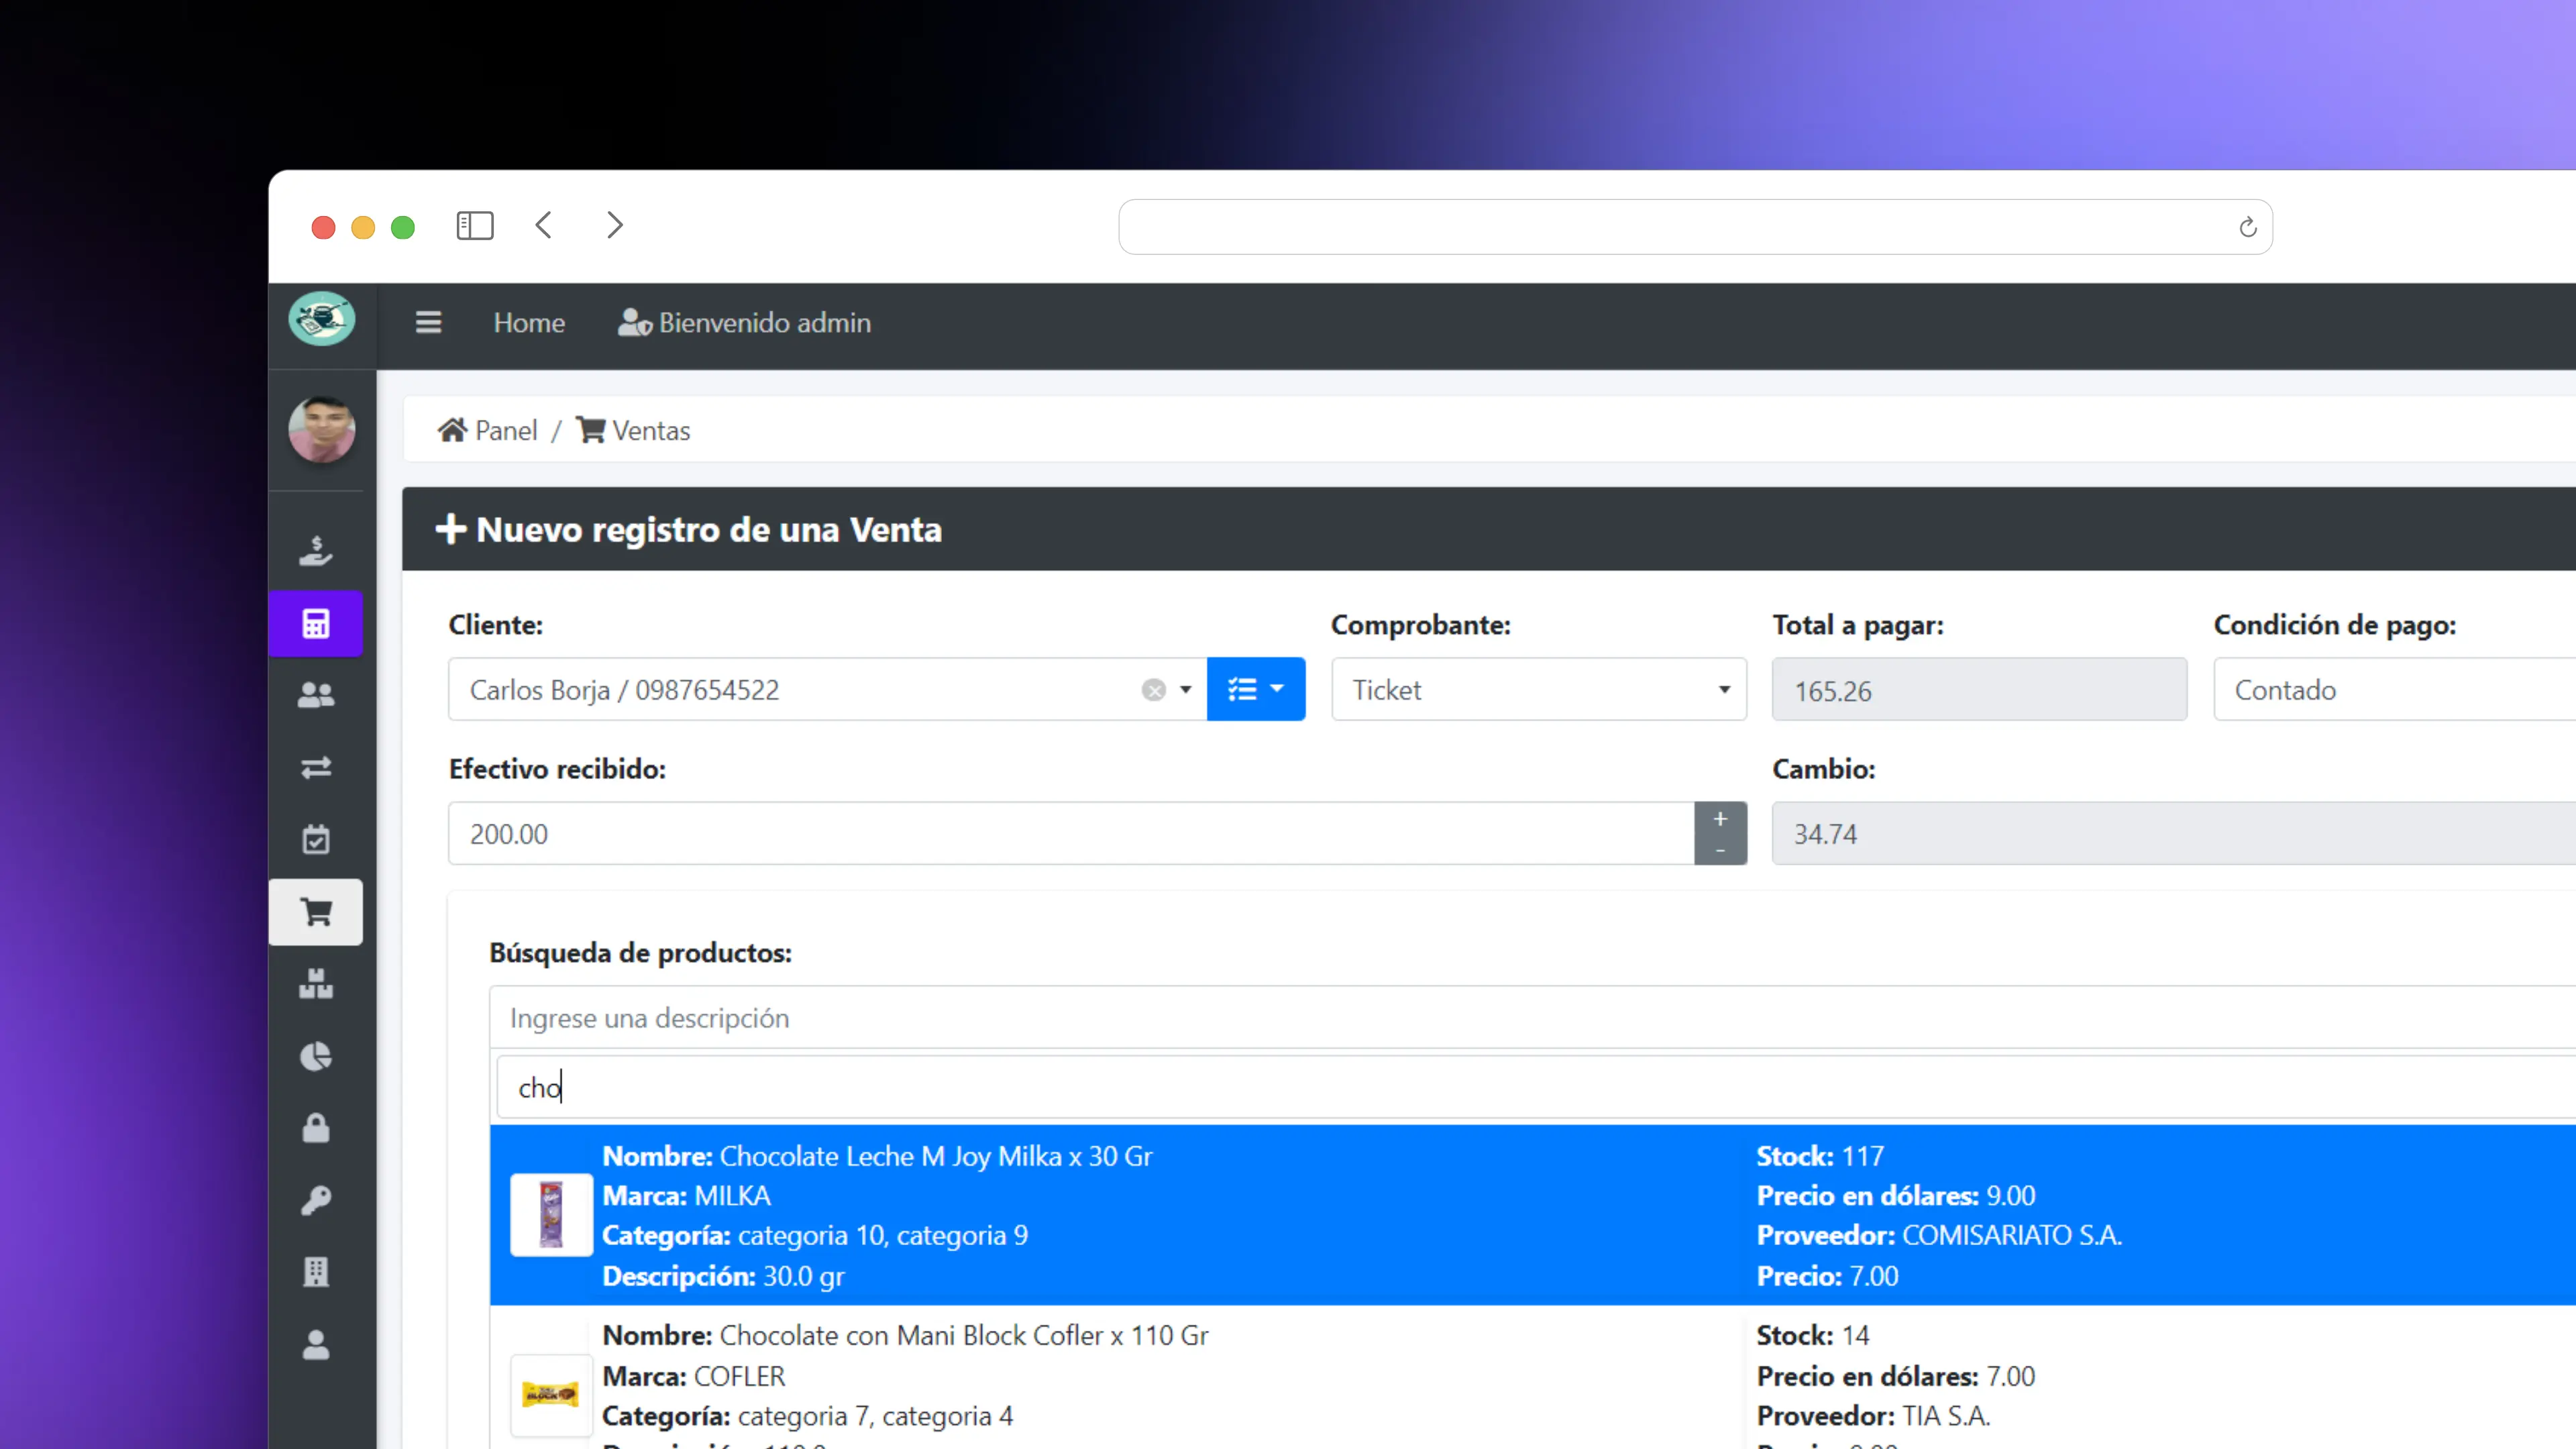 Home Bienvenido admin
Panel / Ventas
Nuevo registro de una Venta
Cliente: Comprobante: Total a pagar: Condición de pago:
Carlos Borja / 0987654522 Ticket 165.26 Contado
Efectivo recibido: Cambio:
200.00 + - 34.74
Búsqueda de productos:
Ingrese una descripción
cho
Nombre: Chocolate Leche M Joy Milka x 30 Gr Stock: 117
Marca: MILKA Precio en dólares: 9.00
Categoría: categoria 10, categoria 9 Proveedor: COMISARIATO S.A.
Descripción: 30.0 gr Precio: 7.00
Nombre: Chocolate con Mani Block Cofler x 110 Gr Stock: 14
Marca: COFLER Precio en dólares: 7.00
Categoría: categoria 7, categoria 4 Proveedor: TIA S.A.